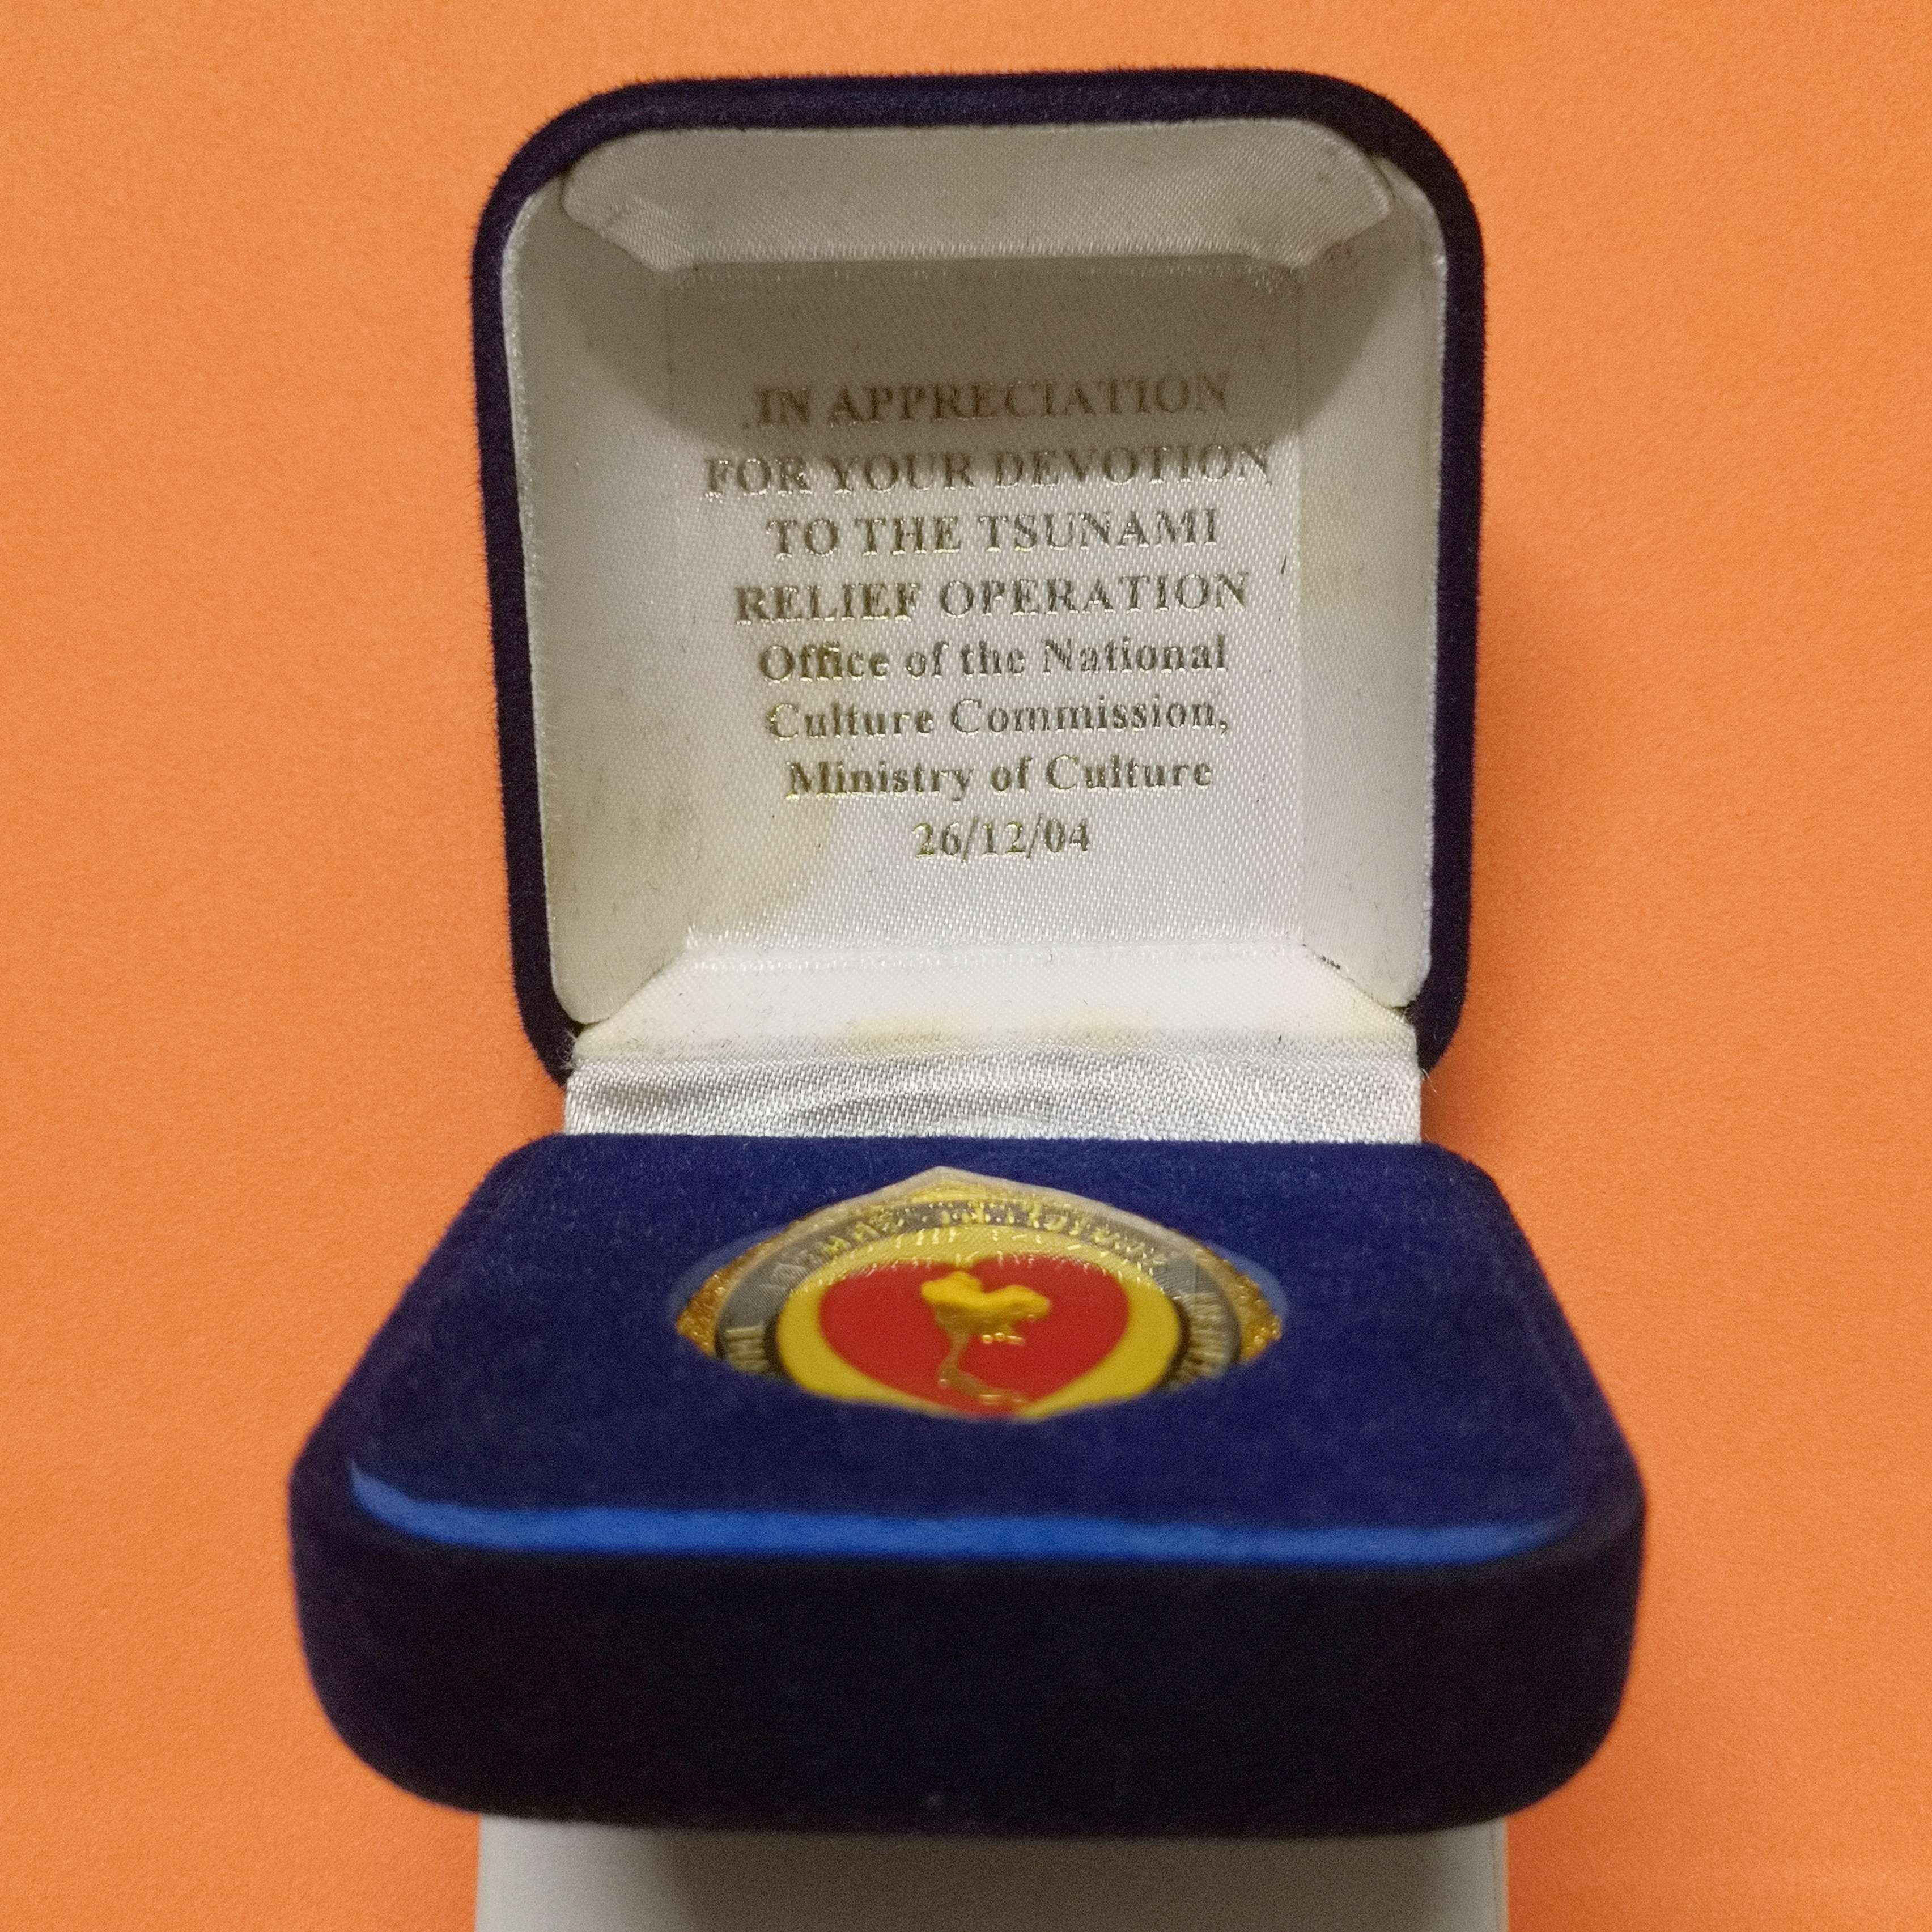 .IN APPRECIATION
FOR YOUR DEVOTION
TO THE TSUNAMI
RELIEF OPERATION
Office of the National
Culture Commission,
Ministry of Culture
26/12/04